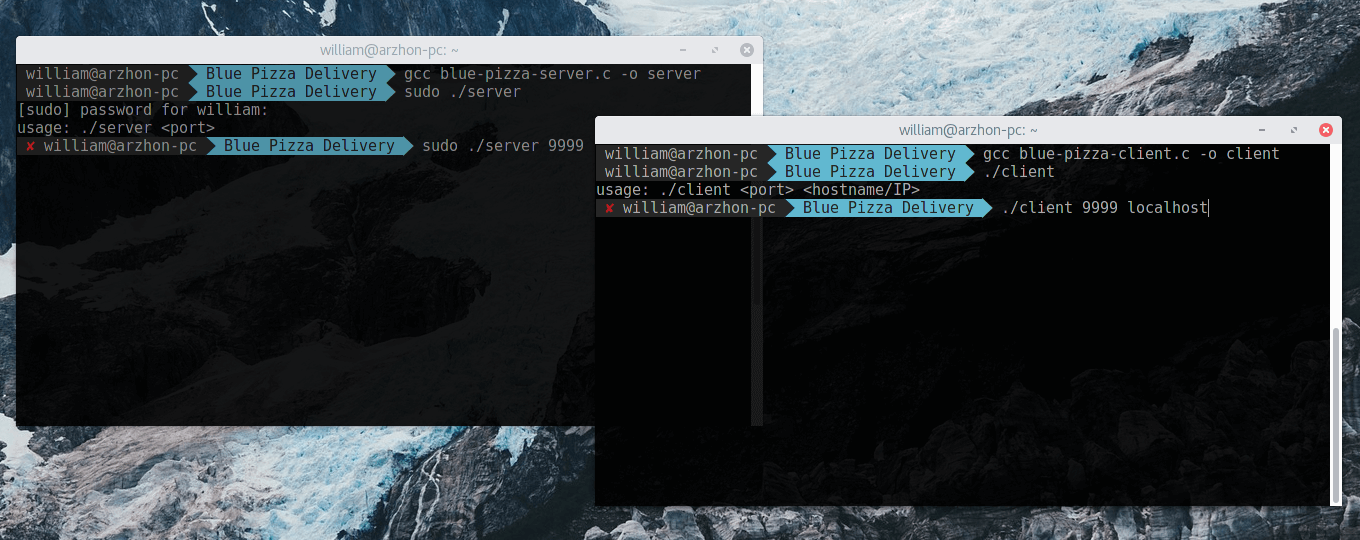 william@arzhon-pc: ~
william@arzhon-pc Blue Pizza Delivery gcc blue-pizza-server.c -o server
william@arzhon-pc Blue Pizza Delivery sudo ./server
[sudo] password for william:
usage: ./server <port>
✘ william@arzhon-pc Blue Pizza Delivery sudo ./server 9999
william@arzhon-pc: ~
william@arzhon-pc Blue Pizza Delivery gcc blue-pizza-client.c -o client
william@arzhon-pc Blue Pizza Delivery ./client
usage: ./client <port> <hostname/IP>
✘ william@arzhon-pc Blue Pizza Delivery ./client 9999 localhost